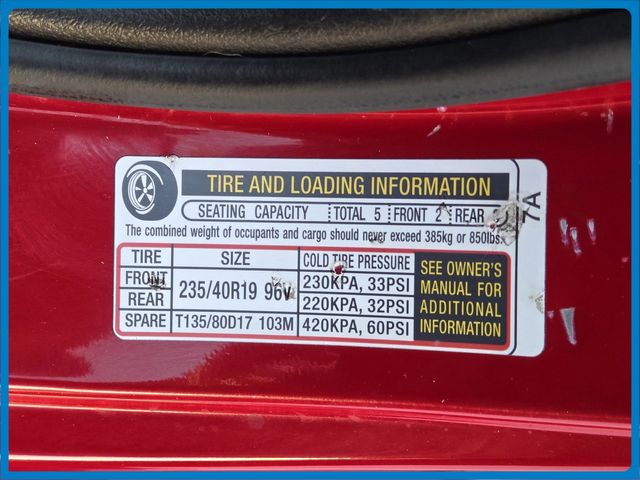 TIRE AND LOADING INFORMATION
SEATING CAPACITY TOTAL 5 FRONT 2 REAR
The combined weight of occupants and cargo should never exceed 385kg or 850lbs.
TIRE SIZE COLD TIRE PRESSURE
FRONT 235/40R19 96V 230KPA, 33PSI
REAR 220KPA, 32PSI
SPARE T135/80D17 103M 420KPA, 60PSI
SEE OWNER'S
MANUAL FOR
ADDITIONAL
INFORMATION
7A